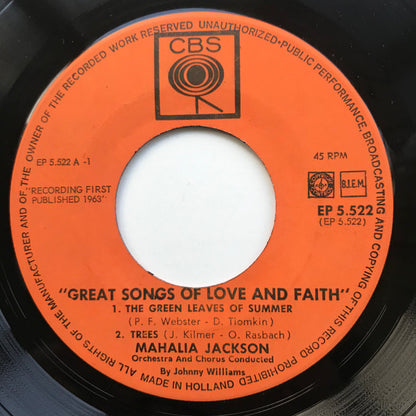 ALL RIGHTS OF THE MANUFACTURER AND OF THE OWNER OF THE RECORDED WORK RESERVED UNAUTHORIZED PUBLIC PERFORMANCE, BROADCASTING AND COPYING OF THIS RECORD PROHIBITED
CBS
EP 5.522 A -1
45 RPM
"RECORDING FIRST
PUBLISHED 1963"
B.I.E.M.
EP 5.522
(EP 5.522)
"GREAT SONGS OF LOVE AND FAITH"
1. THE GREEN LEAVES OF SUMMER
(P. F. Webster - D. Tiomkin)
2. TREES (J. Kilmer - O. Rasbach)
MAHALIA JACKSON
Orchestra And Chorus Conducted
By Johnny Williams
MADE IN HOLLAND